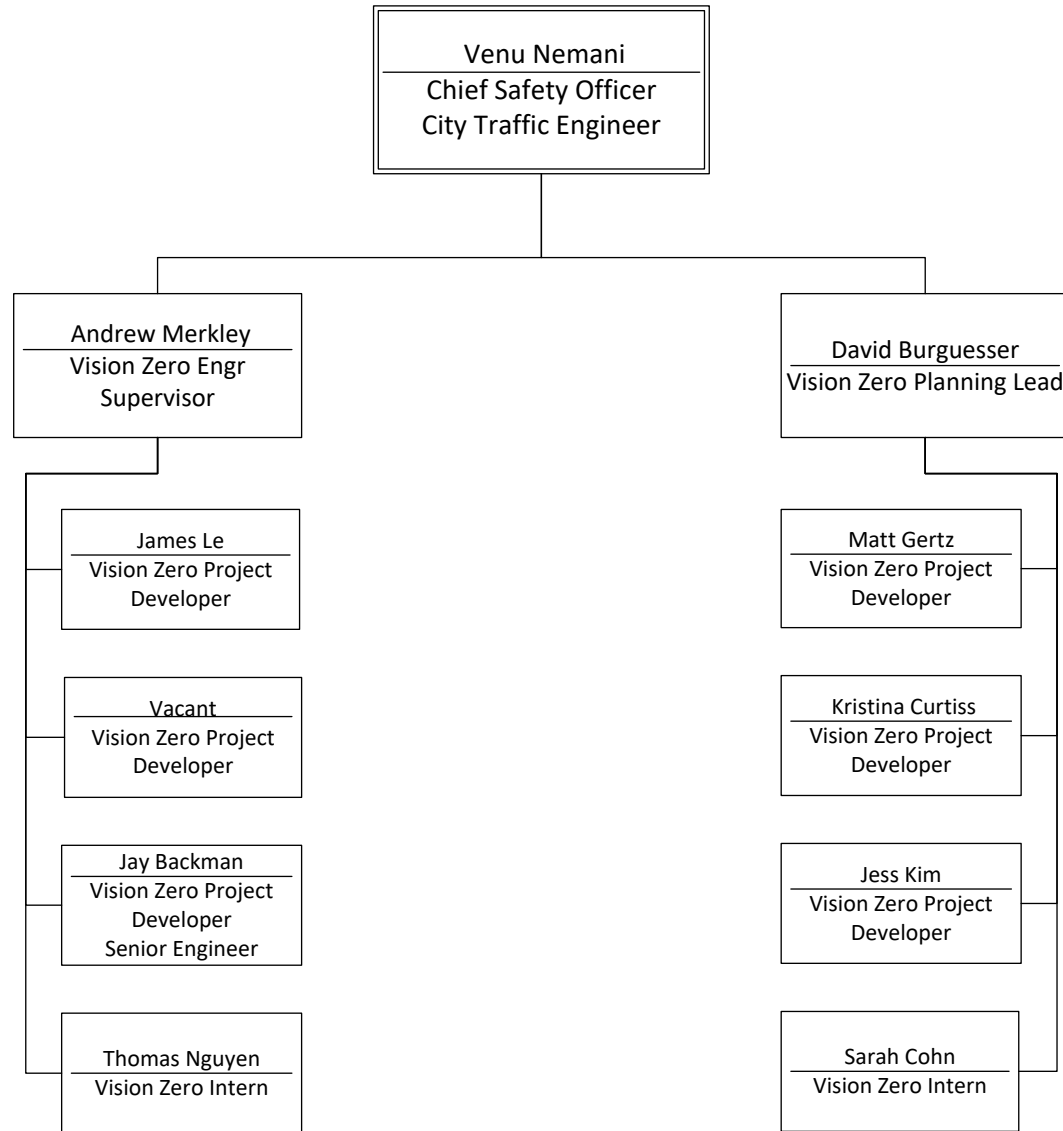 Venu Nemani
Chief Safety Officer
City Traffic Engineer
Andrew Merkley
Vision Zero Engr
Supervisor
David Burguesser
Vision Zero Planning Lead
James Le
Vision Zero Project
Developer
Vacant
Vision Zero Project
Developer
Jay Backman
Vision Zero Project
Developer
Senior Engineer
Thomas Nguyen
Vision Zero Intern
Matt Gertz
Vision Zero Project
Developer
Kristina Curtiss
Vision Zero Project
Developer
Jess Kim
Vision Zero Project
Developer
Sarah Cohn
Vision Zero Intern